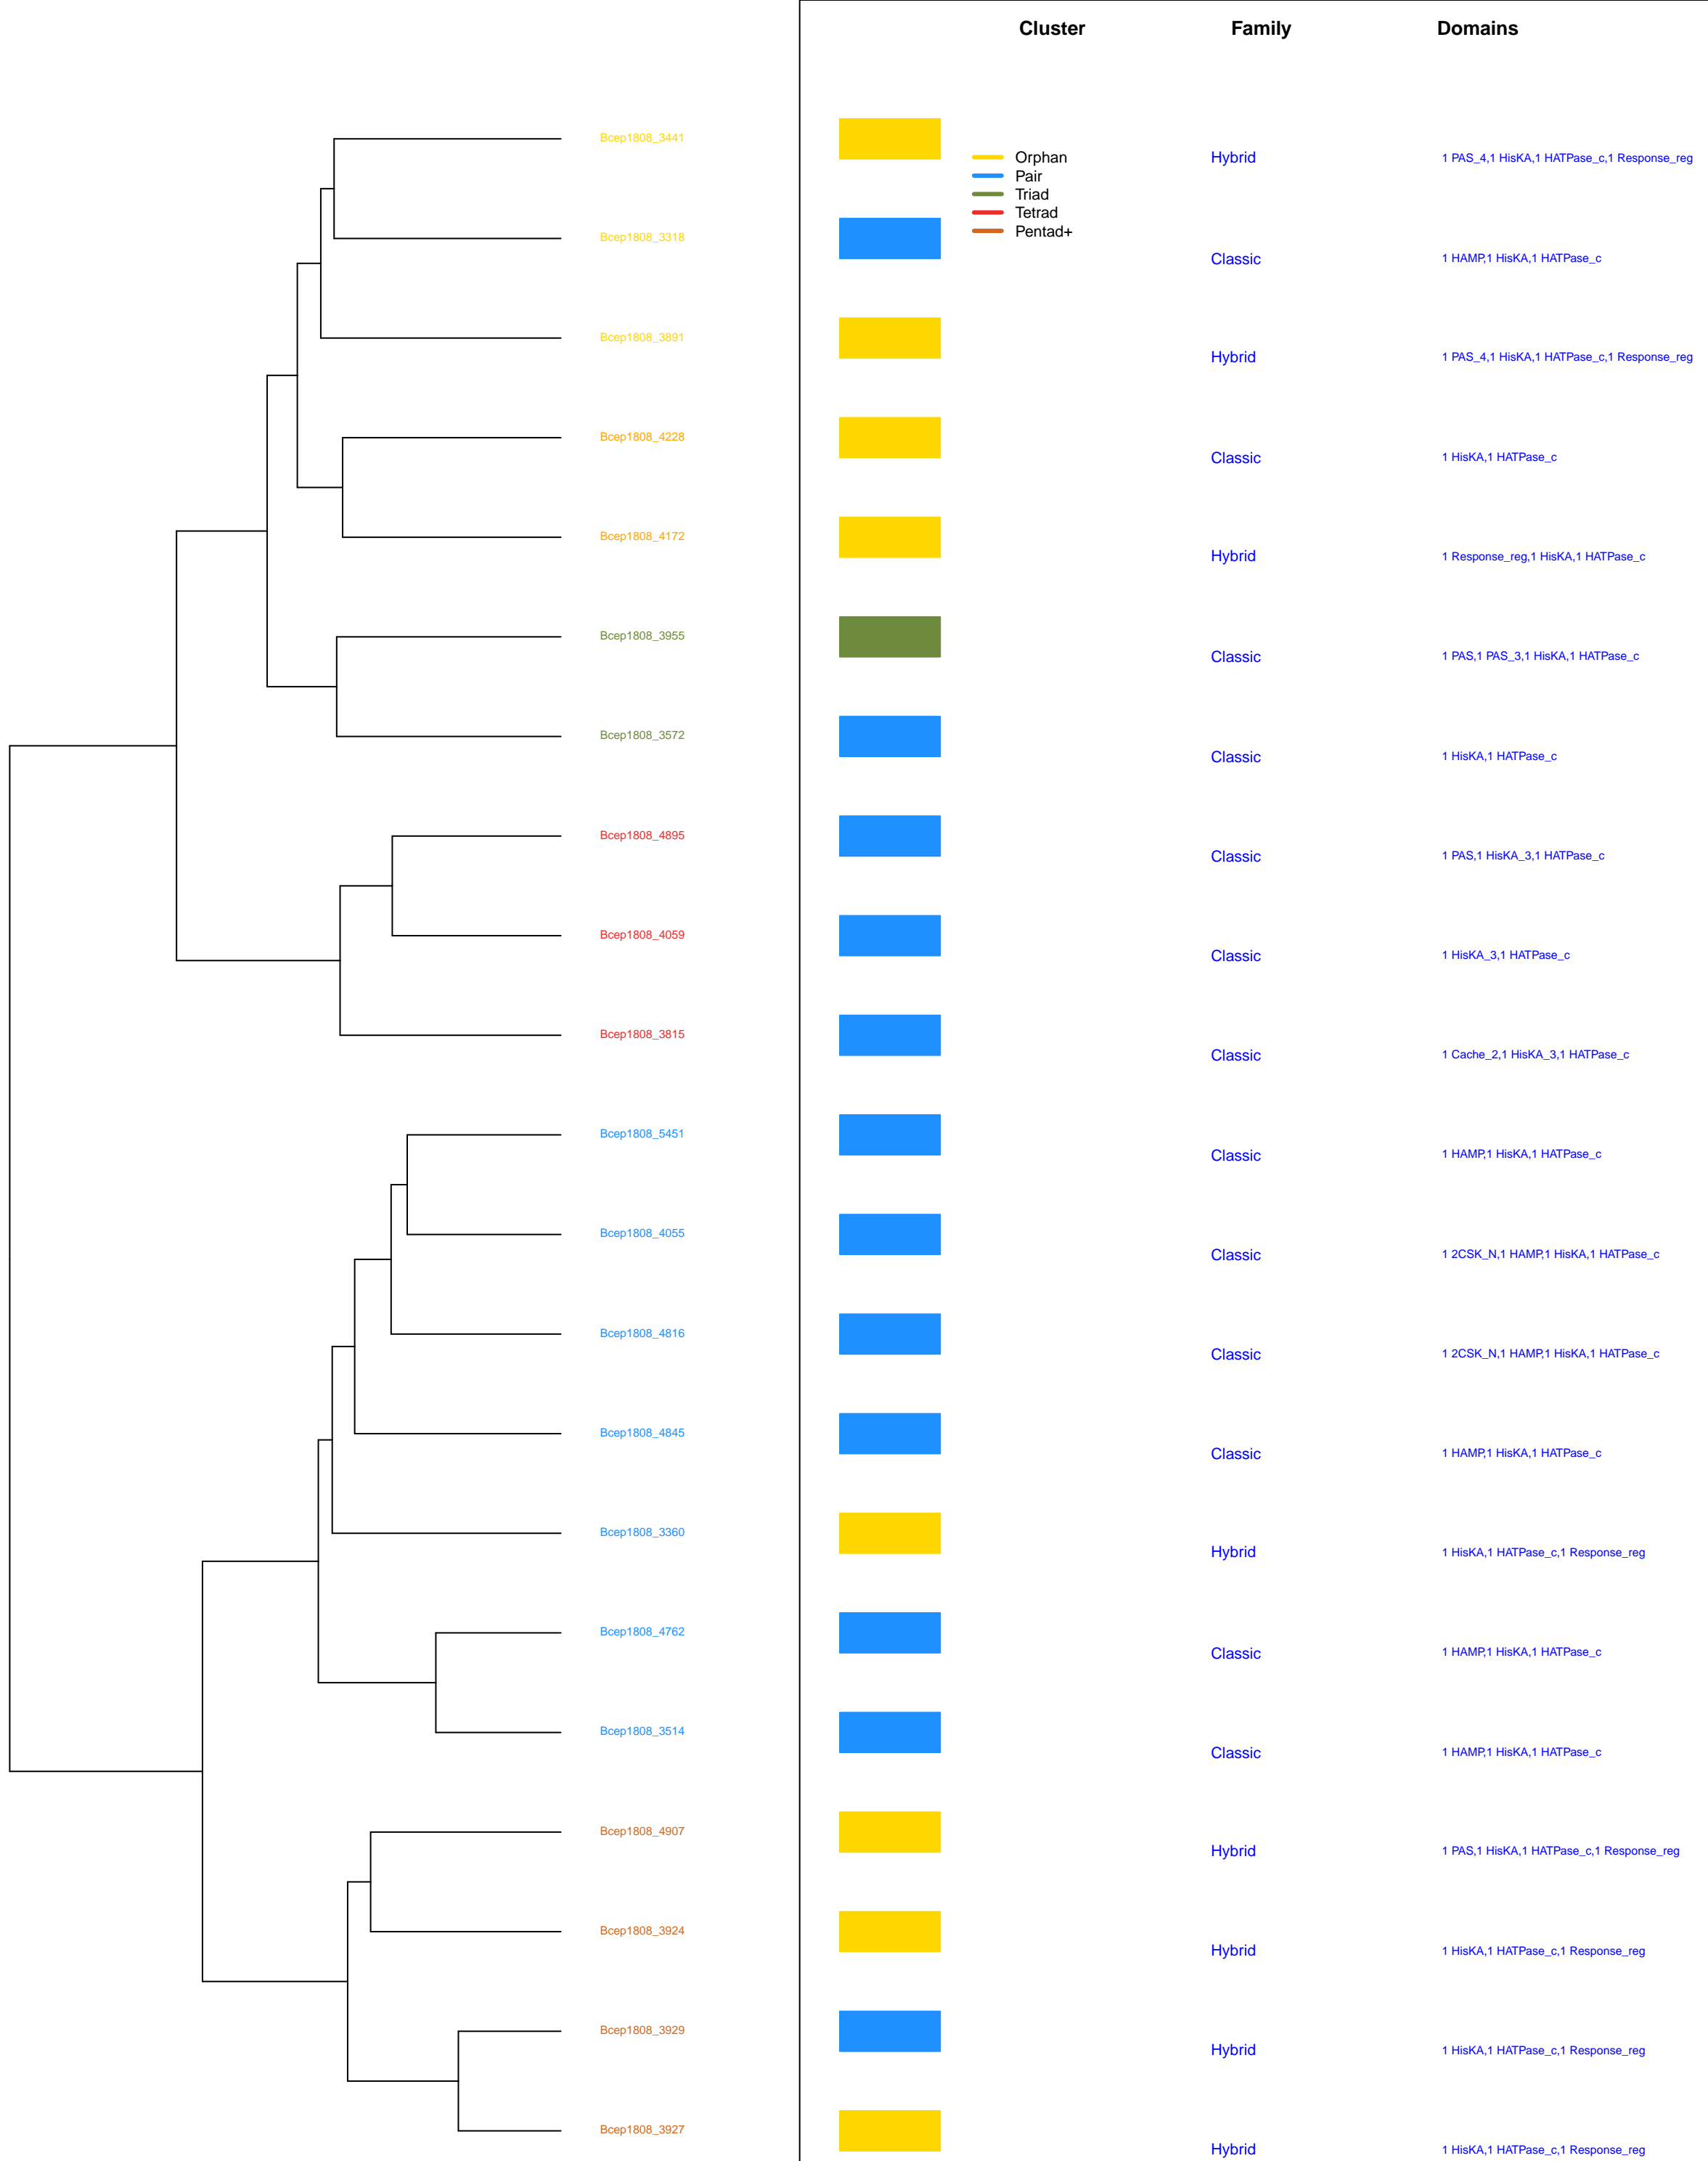 Cluster Family Domains
Bcep1808_3441
Orphan
Hybrid
1 PAS_4,1 HisKA,1 HATPase_c,1 Response_reg
Pair
Triad
Tetrad
Pentad+
Bcep1808_3318
Classic
1 HAMP,1 HisKA,1 HATPase_c
Bcep1808_3891
Hybrid
1 PAS_4,1 HisKA,1 HATPase_c,1 Response_reg
Bcep1808_4228
Classic
1 HisKA,1 HATPase_c
Bcep1808_4172
Hybrid
1 Response_reg,1 HisKA,1 HATPase_c
Bcep1808_3955
Classic
1 PAS,1 PAS_3,1 HisKA,1 HATPase_c
Bcep1808_3572
Classic
1 HisKA,1 HATPase_c
Bcep1808_4895
Classic
1 PAS,1 HisKA_3,1 HATPase_c
Bcep1808_4059
Classic
1 HisKA_3,1 HATPase_c
Bcep1808_3815
Classic
1 Cache_2,1 HisKA_3,1 HATPase_c
Bcep1808_5451
Classic
1 HAMP,1 HisKA,1 HATPase_c
Bcep1808_4055
Classic
1 2CSK_N,1 HAMP,1 HisKA,1 HATPase_c
Bcep1808_4816
Classic
1 2CSK_N,1 HAMP,1 HisKA,1 HATPase_c
Bcep1808_4845
Classic
1 HAMP,1 HisKA,1 HATPase_c
Bcep1808_3360
Hybrid
1 HisKA,1 HATPase_c,1 Response_reg
Bcep1808_4762
Classic
1 HAMP,1 HisKA,1 HATPase_c
Bcep1808_3514
Classic
1 HAMP,1 HisKA,1 HATPase_c
Bcep1808_4907
Hybrid
1 PAS,1 HisKA,1 HATPase_c,1 Response_reg
Bcep1808_3924
Hybrid
1 HisKA,1 HATPase_c,1 Response_reg
Bcep1808_3929
Hybrid
1 HisKA,1 HATPase_c,1 Response_reg
Bcep1808_3927
Hybrid
1 HisKA,1 HATPase_c,1 Response_reg